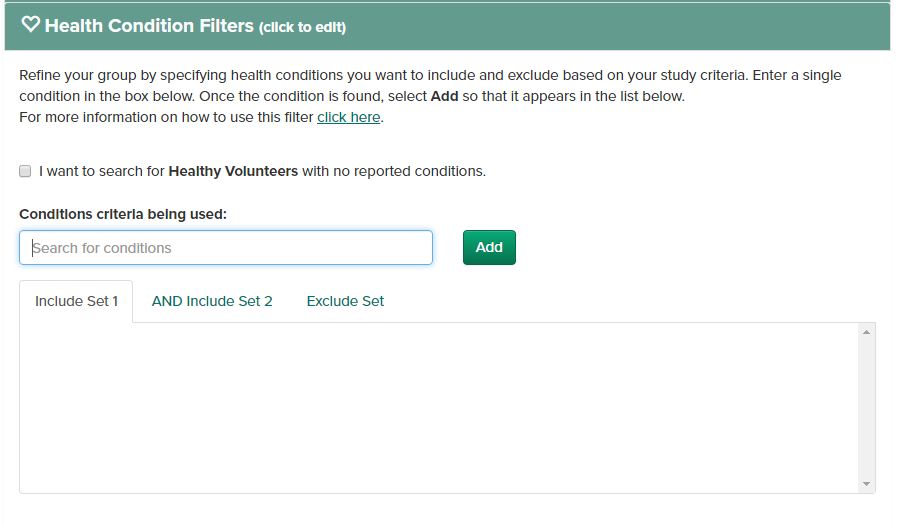 Health Condition Filters (click to edit)
Refine your group by specifying health conditions you want to include and exclude based on your study criteria. Enter a single
condition in the box below. Once the condition is found, select Add so that it appears in the list below.
For more information on how to use this filter click here.
I want to search for Healthy Volunteers with no reported conditions.
Conditions criteria being used:
Search for conditions
Add
Include Set 1
AND Include Set 2
Exclude Set